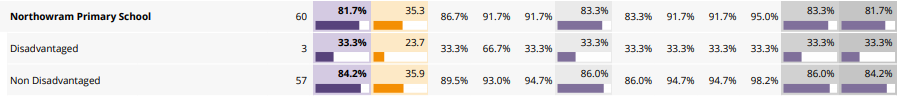 Northowram Primary School 60 81.7% 35.3 86.7% 91.7% 91.7% 83.3% 83.3% 91.7% 91.7% 95.0% 83.3% 81.7%
Disadvantaged 3 33.3% 23.7 33.3% 66.7% 33.3% 33.3% 33.3% 33.3% 33.3% 33.3% 33.3% 33.3%
Non Disadvantaged 57 84.2% 35.9 89.5% 93.0% 94.7% 86.0% 86.0% 94.7% 94.7% 98.2% 86.0% 84.2%